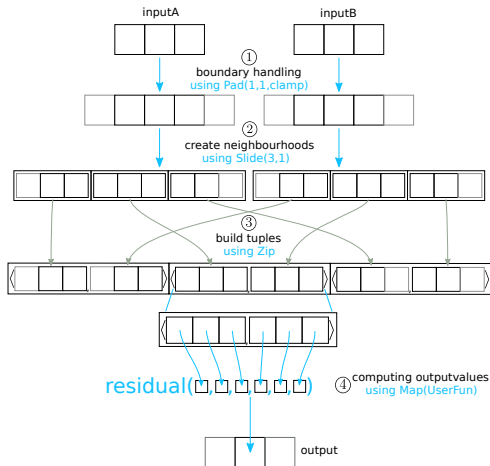 inputA
inputB
1
boundary handling
using Pad(1,1,clamp)
2
create neighbourhoods
using Slide(3,1)
3
build tuples
using Zip
residual( , , , , , )
4
computing outputvalues
using Map(UserFun)
output